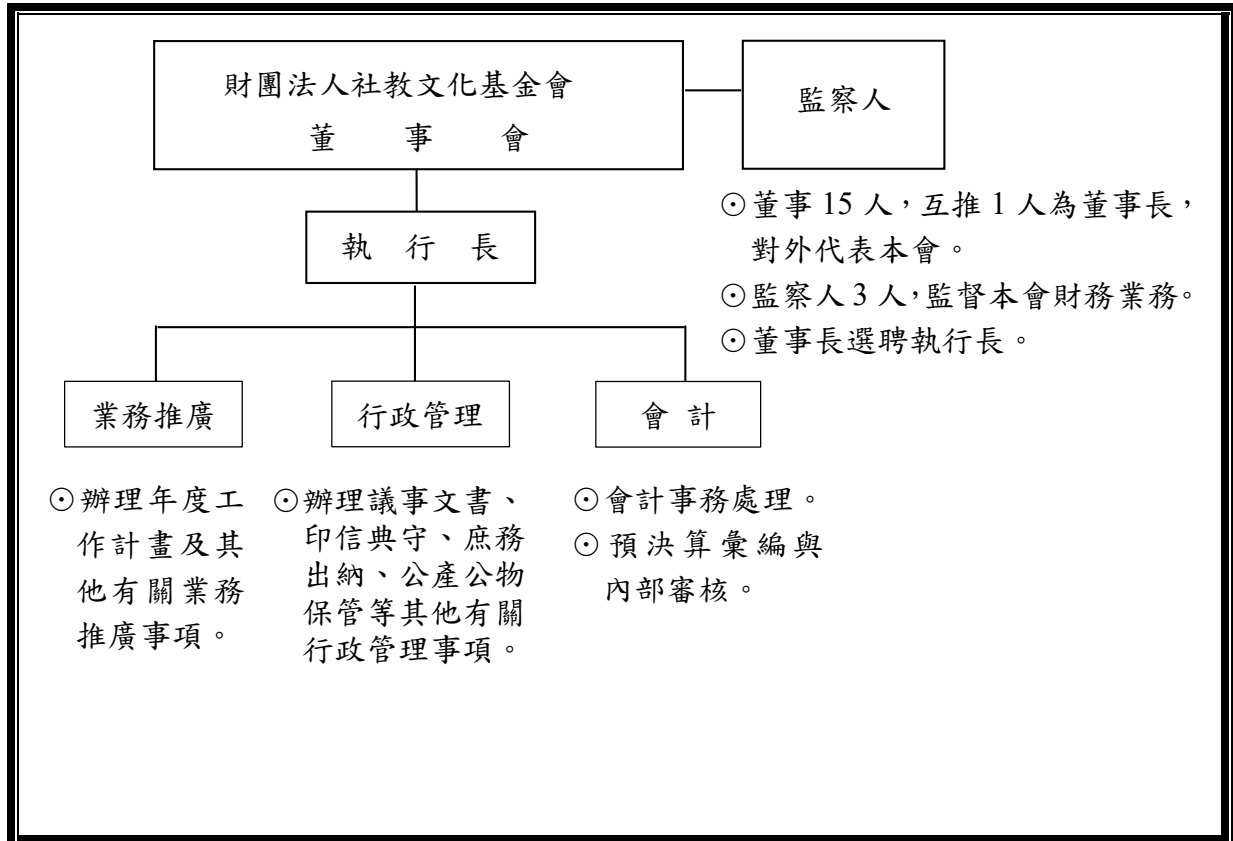 財團法人社教文化基金會
董事會
監察人
⊙董事 15 人，互推 1 人為董事長，
對外代表本會。
⊙監察人 3 人，監督本會財務業務。
⊙董事長選聘執行長。
執行長
業務推廣
行政管理
會計
⊙辦理年度工
作計畫及其
他有關業務
推廣事項。
⊙辦理議事文書、
印信典守、庶務
出納、公產公物
保管等其他有關
行政管理事項。
⊙會計事務處理。
⊙預決算彙編與
內部審核。